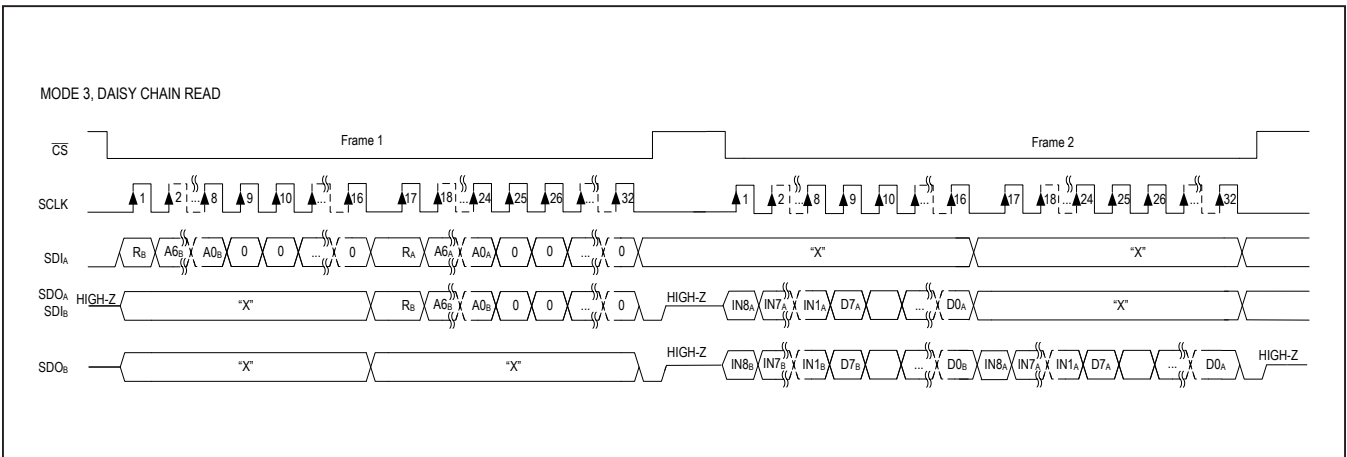 MODE 3, DAISY CHAIN READ
CS Frame 1 Frame 2
SCLK 1 2 ... 8 9 10 ... 16 17 18 ... 24 25 26 ... 32 1 2 ... 8 9 10 ... 16 17 18 ... 24 25 26 ... 32
SDIA RB A6B A0B 0 0 ... 0 RA A6A A0A 0 0 ... 0 “X” “X”
SDOA HIGH-Z
SDIB “X” RB A6B A0B 0 0 ... 0 HIGH-Z IN8A IN7A IN1A D7A ... D0A “X”
SDOB “X” “X” HIGH-Z IN8B IN7B IN1B D7B ... D0B IN8A IN7A IN1A D7A ... D0A HIGH-Z